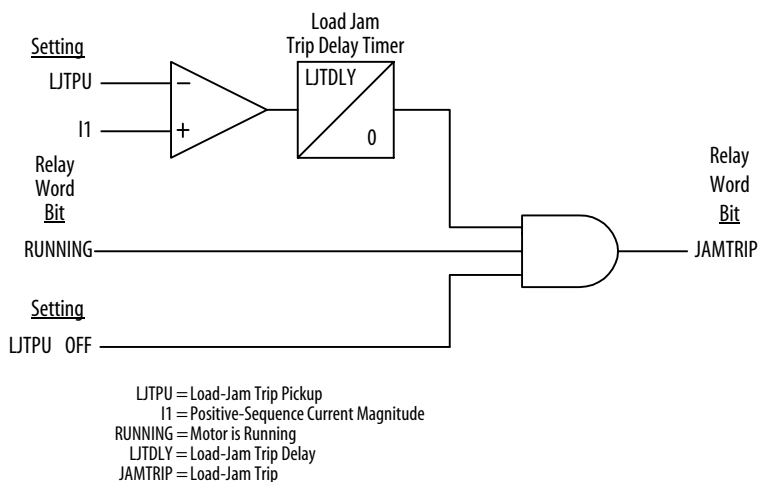 Load Jam
Trip Delay Timer
Setting
LJTPU
I1
−
+
LJTDLY
0
Relay
Word
Bit
RUNNING
Setting
LJTPU OFF
Relay
Word
Bit
JAMTRIP
LJTPU = Load-Jam Trip Pickup
I1 = Positive-Sequence Current Magnitude
RUNNING = Motor is Running
LJTDLY = Load-Jam Trip Delay
JAMTRIP = Load-Jam Trip